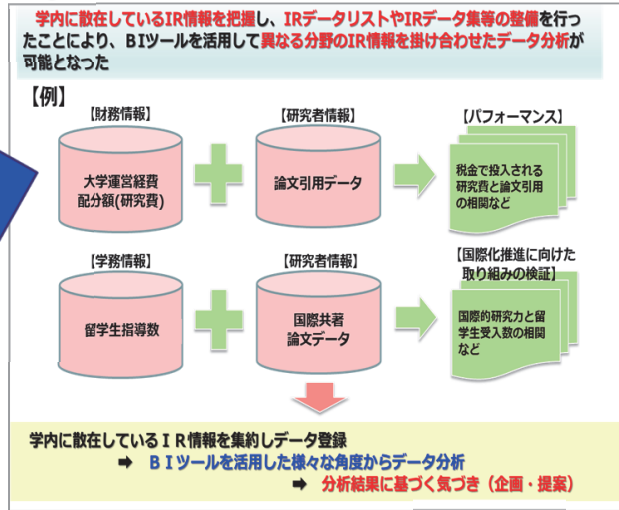 学内に散在しているIR情報を把握し、IRデータリストやIRデータ集等の整備を行っ
たことにより、BIツールを活用して異なる分野のIR情報を掛け合わせたデータ分析が
可能となった
【例】
【財務情報】
【研究者情報】
【パフォーマンス】
大学運営経費
配分額(研究費)
論文引用データ
税金で投入される
研究費と論文引用
の相関など
【学務情報】
【研究者情報】
【国際化推進に向けた
取り組みの検証】
留学生指導数
国際共著
論文データ
国際的研究力と留
学生受入数の相関
など
学内に散在しているＩＲ情報を集約しデータ登録
➡ ＢＩツールを活用した様々な角度からデータ分析
➡ 分析結果に基づく気づき（企画・提案）